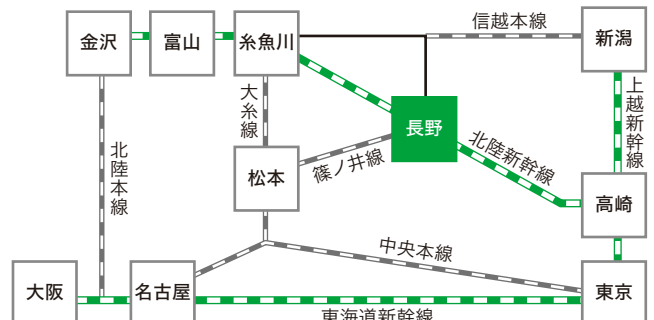 信越本線
金沢
富山
糸魚川
新潟
大糸線
上越新幹線
長野
北陸新幹線
北陸本線
篠ノ井線
松本
高崎
中央本線
大阪
名古屋
東京
東海道新幹線